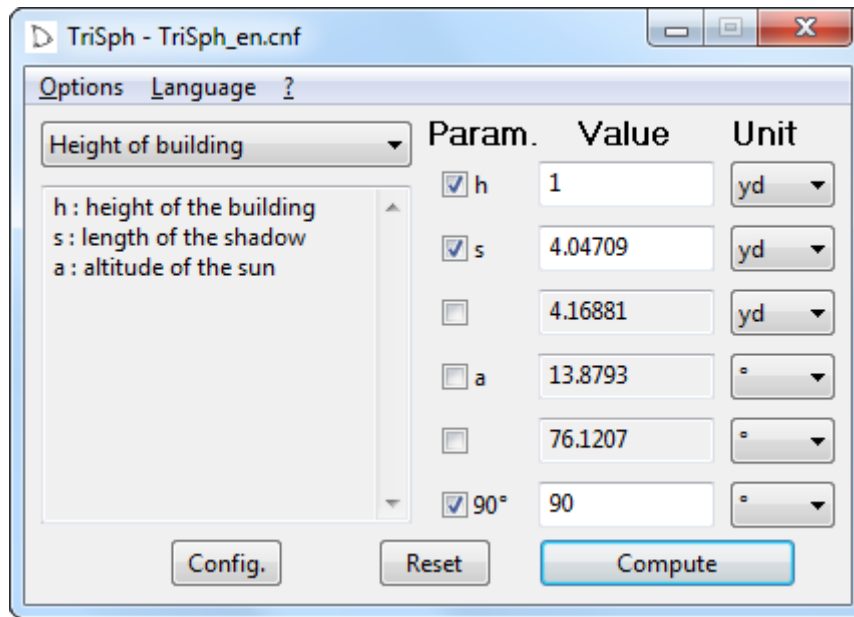 TriSph - TriSph_en.cnf
Options Language ?
Height of building
h : height of the building
s : length of the shadow
a : altitude of the sun
Param. Value Unit
h 1 yd
s 4.04709 yd
4.16881 yd
a 13.8793 °
76.1207 °
90° 90 °
Config. Reset Compute